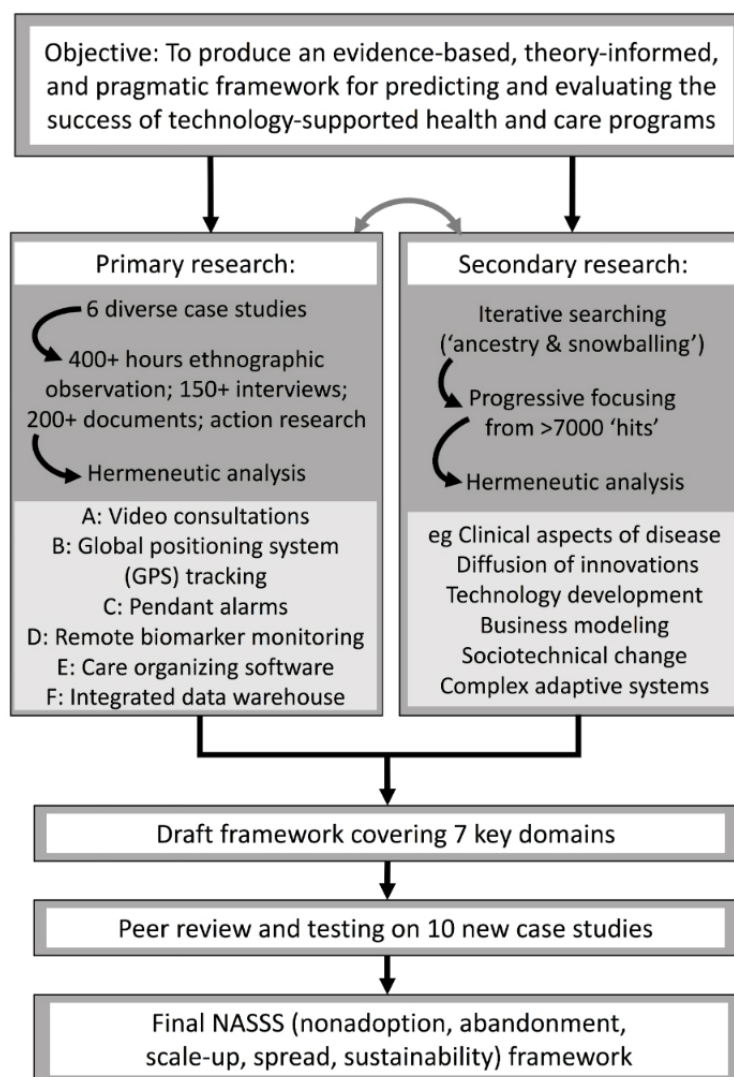 Objective: To produce an evidence-based, theory-informed,
and pragmatic framework for predicting and evaluating the
success of technology-supported health and care programs
Primary research:
6 diverse case studies
400+ hours ethnographic
observation; 150+ interviews;
200+ documents; action research
Hermeneutic analysis
A: Video consultations
B: Global positioning system
(GPS) tracking
C: Pendant alarms
D: Remote biomarker monitoring
E: Care organizing software
F: Integrated data warehouse
Secondary research:
Iterative searching
(‘ancestry & snowballing’)
Progressive focusing
from >7000 ‘hits’
Hermeneutic analysis
eg Clinical aspects of disease
Diffusion of innovations
Technology development
Business modeling
Sociotechnical change
Complex adaptive systems
Draft framework covering 7 key domains
Peer review and testing on 10 new case studies
Final NASSS (nonadoption, abandonment,
scale-up, spread, sustainability) framework